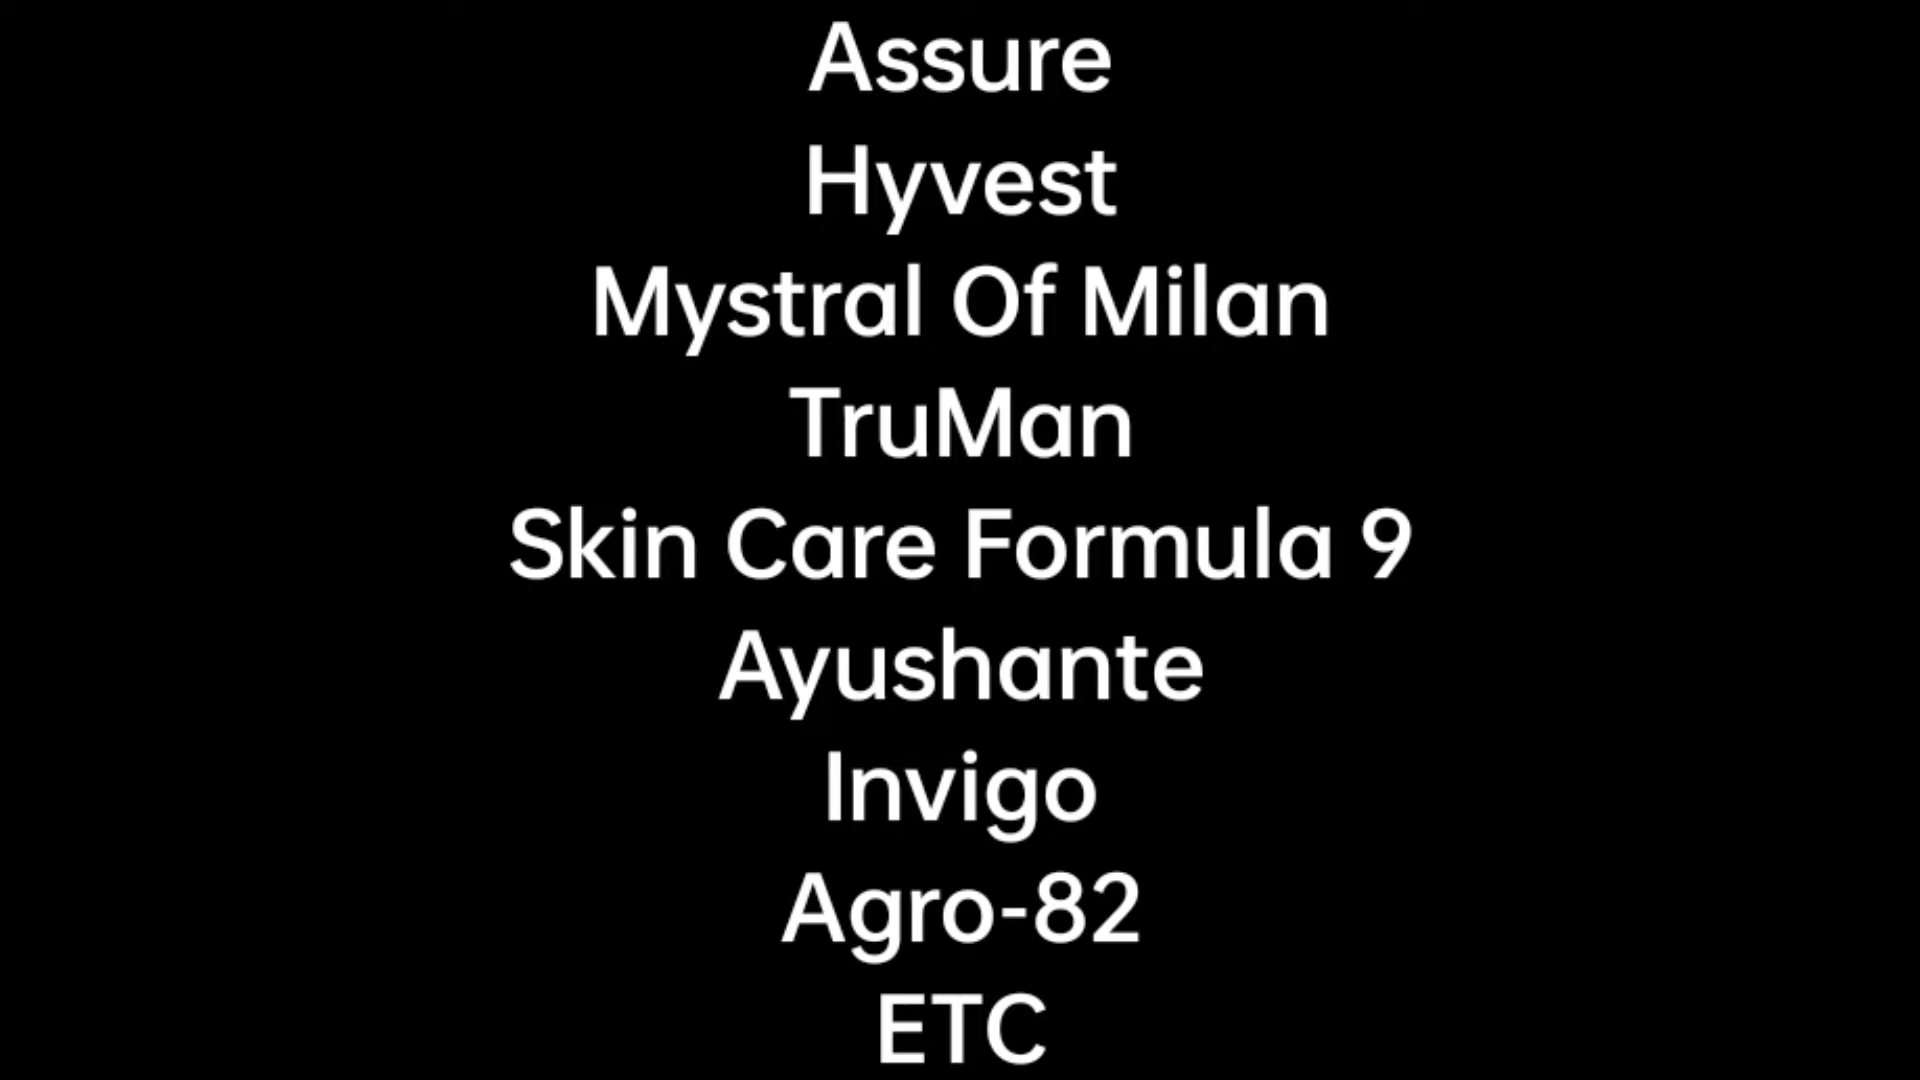 Assure
Hyvest
Mystral Of Milan
TruMan
Skin Care Formula 9
Ayushante
Invigo
Agro-82
ETC